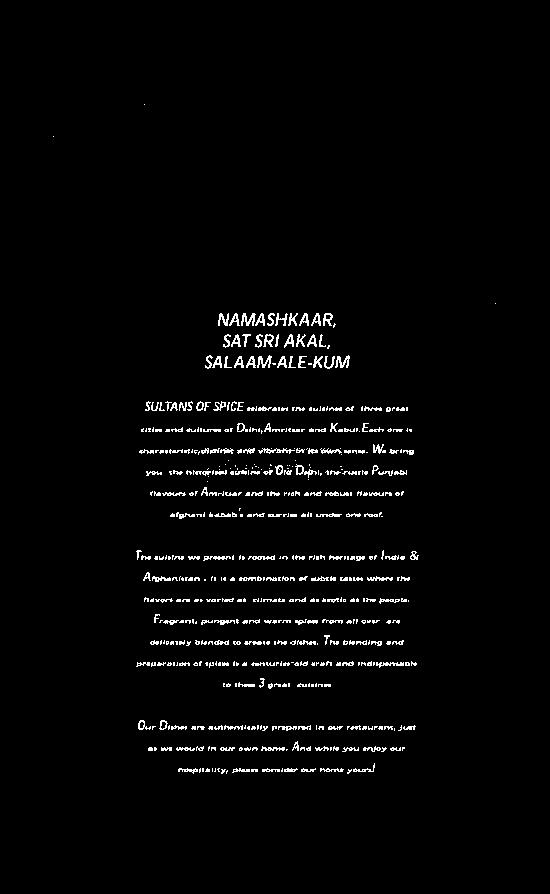 NAMASHKAAR,
SAT SRI AKAL,
SALAAM-ALE-KUM
SULTANS OF SPICE celebrates the cuisines of three great
cities and cultures of Delhi,Amritsar and Kabul.Each one is
characteristic,distinct and vibrant in its own sense. We bring
you the historical cuisine of Old Delhi, the rustic Punjabi
flavours of Amritsar and the rich and robust flavours of
afghani kabab's and curries all under one roof.
The cuisine we present is rooted in the rich heritage of India &
Afghanistan . It is a combination of subtle tastes where the
flavors are as varied as climate and as exotic as the people.
Fragrant, pungent and warm spices from all over are
delicately blended to create the dishes. The blending and
preparation of spices is a centuries-old craft and indispensable
to these 3 great cuisines
Our Dishes are authentically prepared in our restaurant, just
as we would in our own home. And while you enjoy our
hospitality, please consider our home yours!